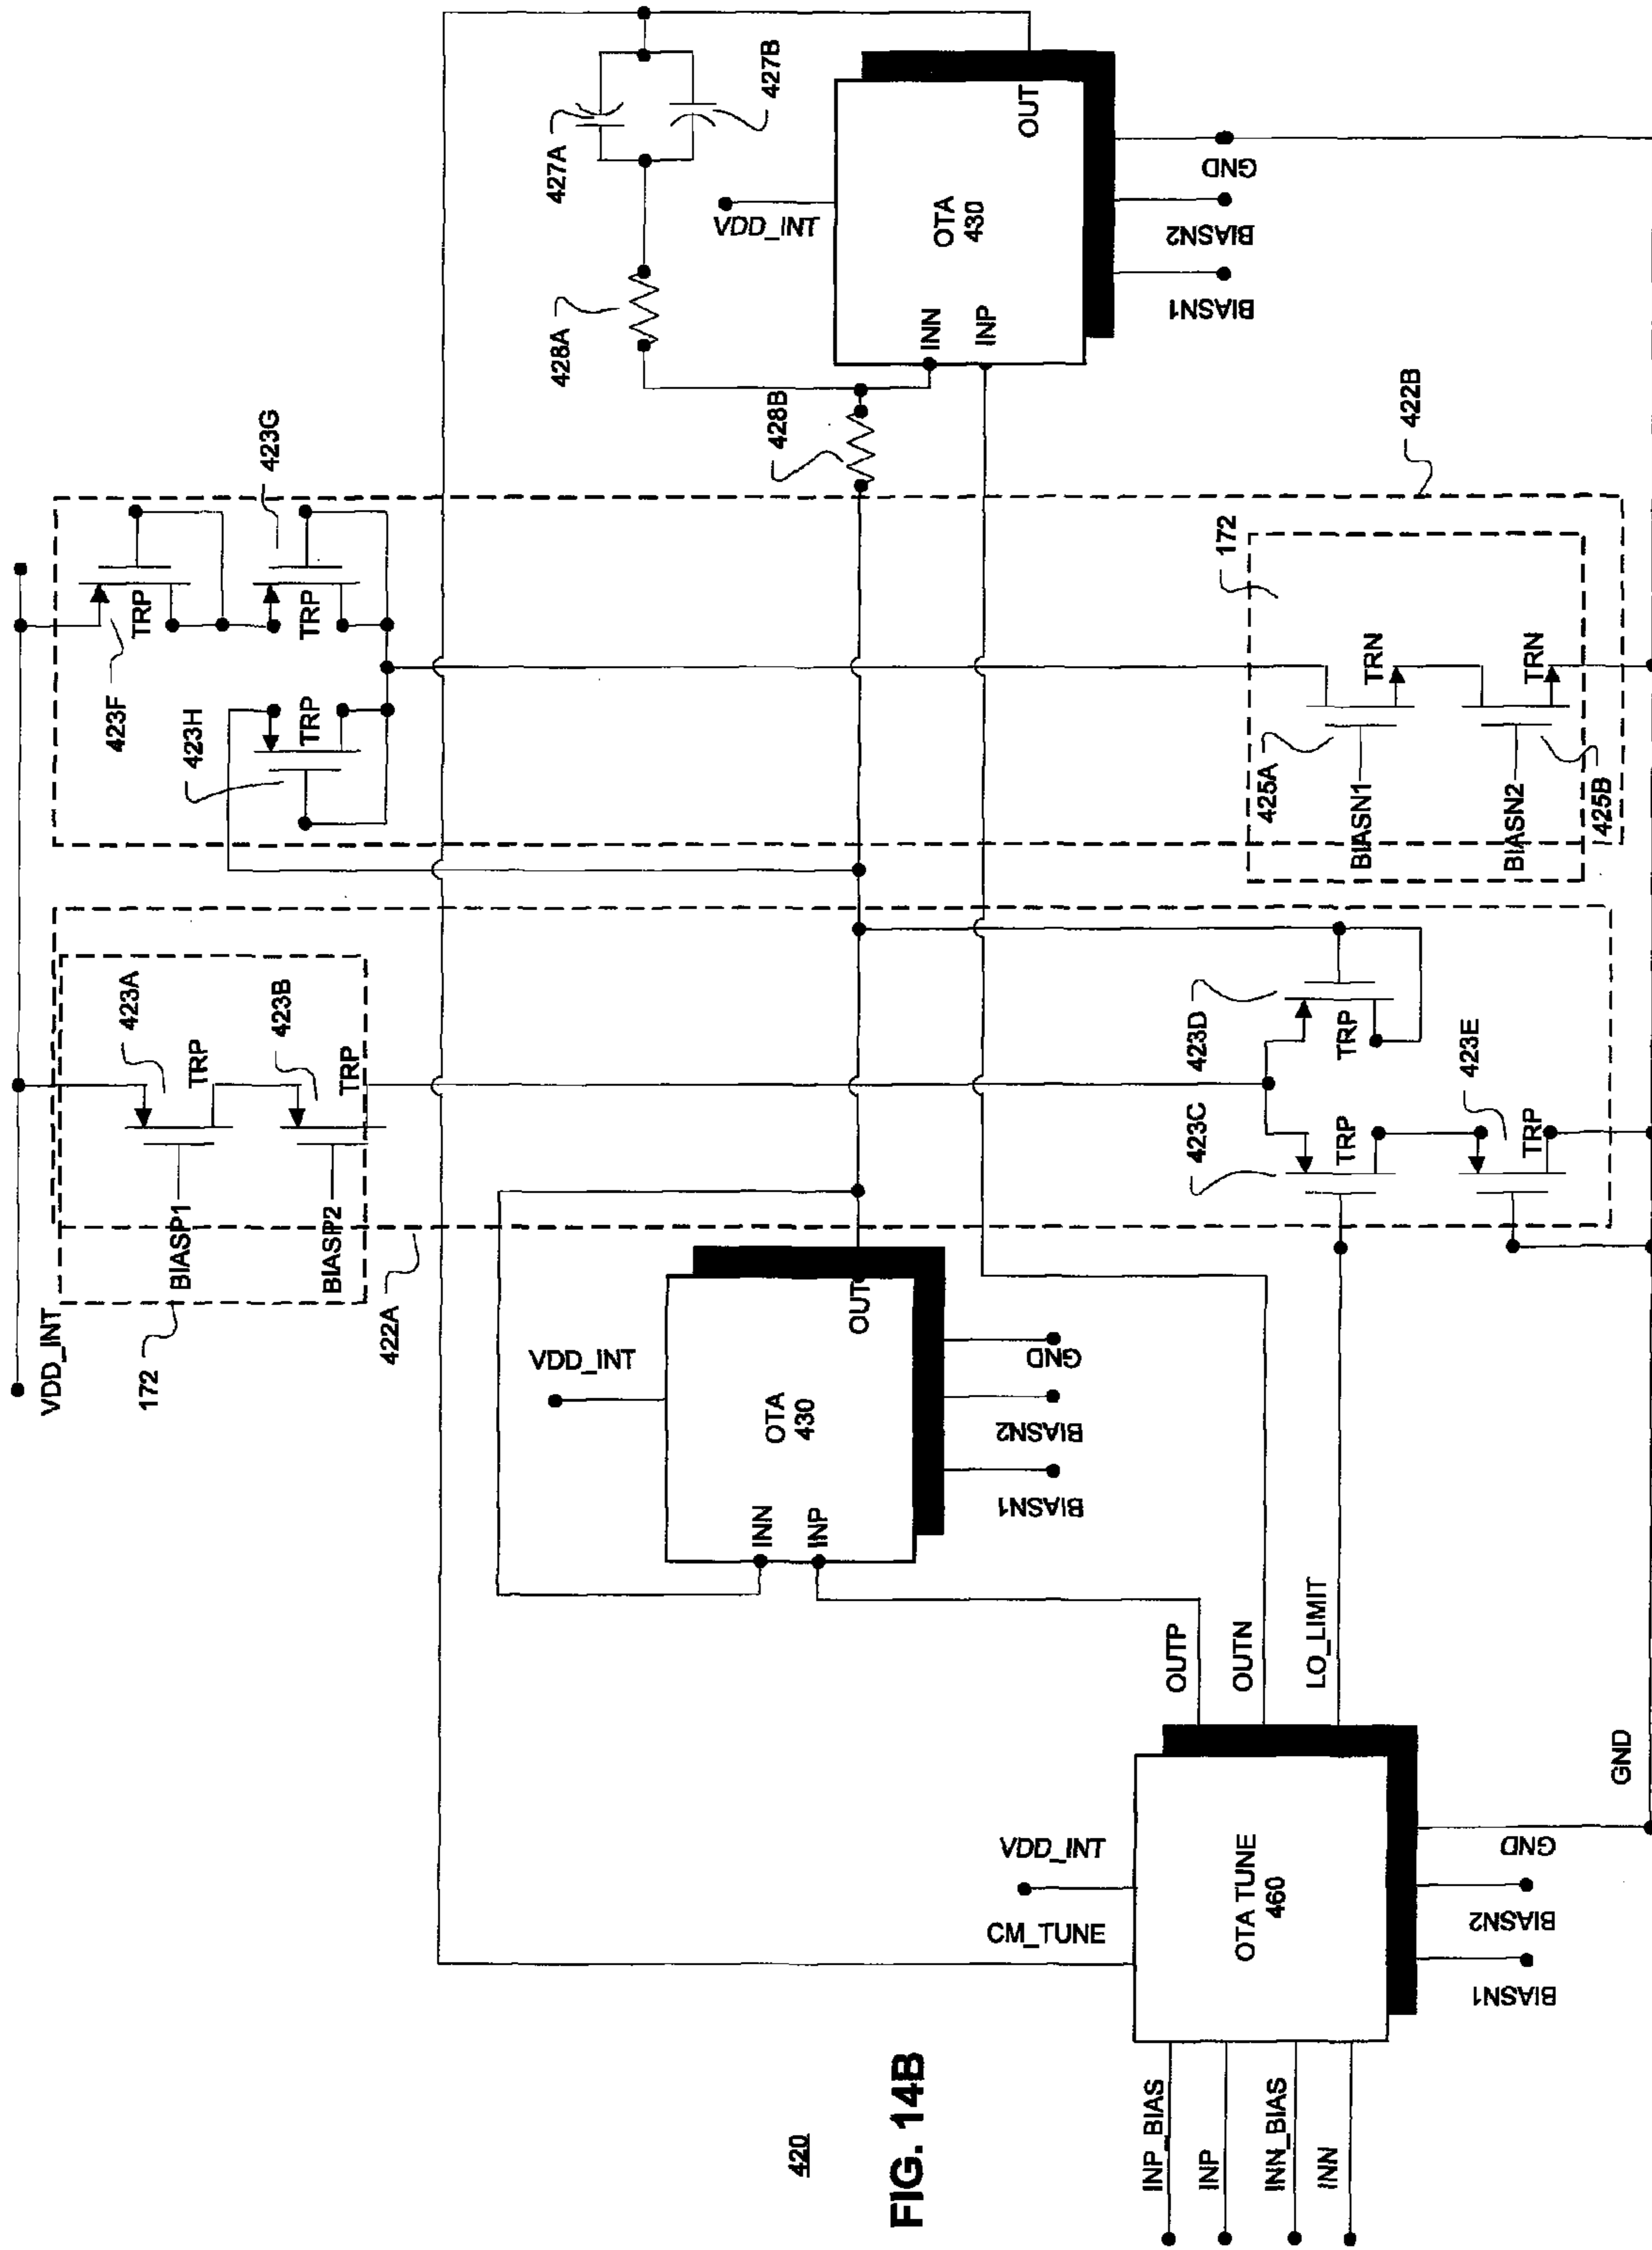 VDD_INT
172
BIASP1
BIASP2
422A
423A
TRP
423B
TRP
423F
TRP
423G
TRP
423H
TRP
427A
427B
428A
428B
VDD_INT
OTA
430
INN
INP
OUT
BIASN1
BIASN2
GND
VDD_INT
OTA
430
INN
INP
OUT
BIASN1
BIASN2
GND
423C
TRP
423D
TRP
423E
TRP
172
422B
425A
TRN
BIASN1
425B
TRN
BIASN2
OUTP
OUTN
LO_LIMIT
VDD_INT
CM_TUNE
OTA TUNE
460
INP_BIAS
INP
INN_BIAS
INN
BIASN1
BIASN2
GND
GND
420
FIG. 14B